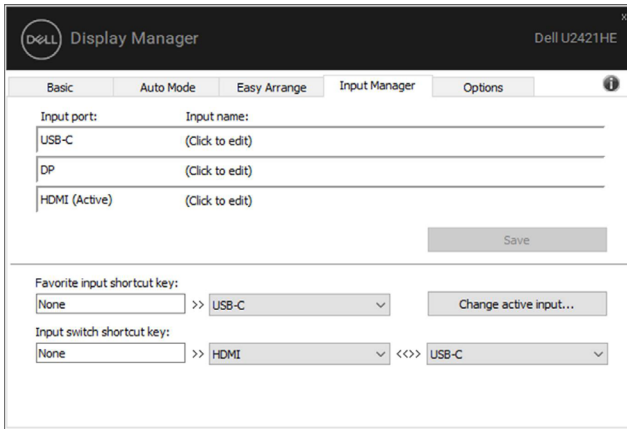 x
DELL Display Manager Dell U2421HE
Basic Auto Mode Easy Arrange Input Manager Options i
Input port: Input name:
USB-C (Click to edit)
DP (Click to edit)
HDMI (Active) (Click to edit)
Save
Favorite input shortcut key:
None >> USB-C Change active input...
Input switch shortcut key:
None >> HDMI <<>> USB-C